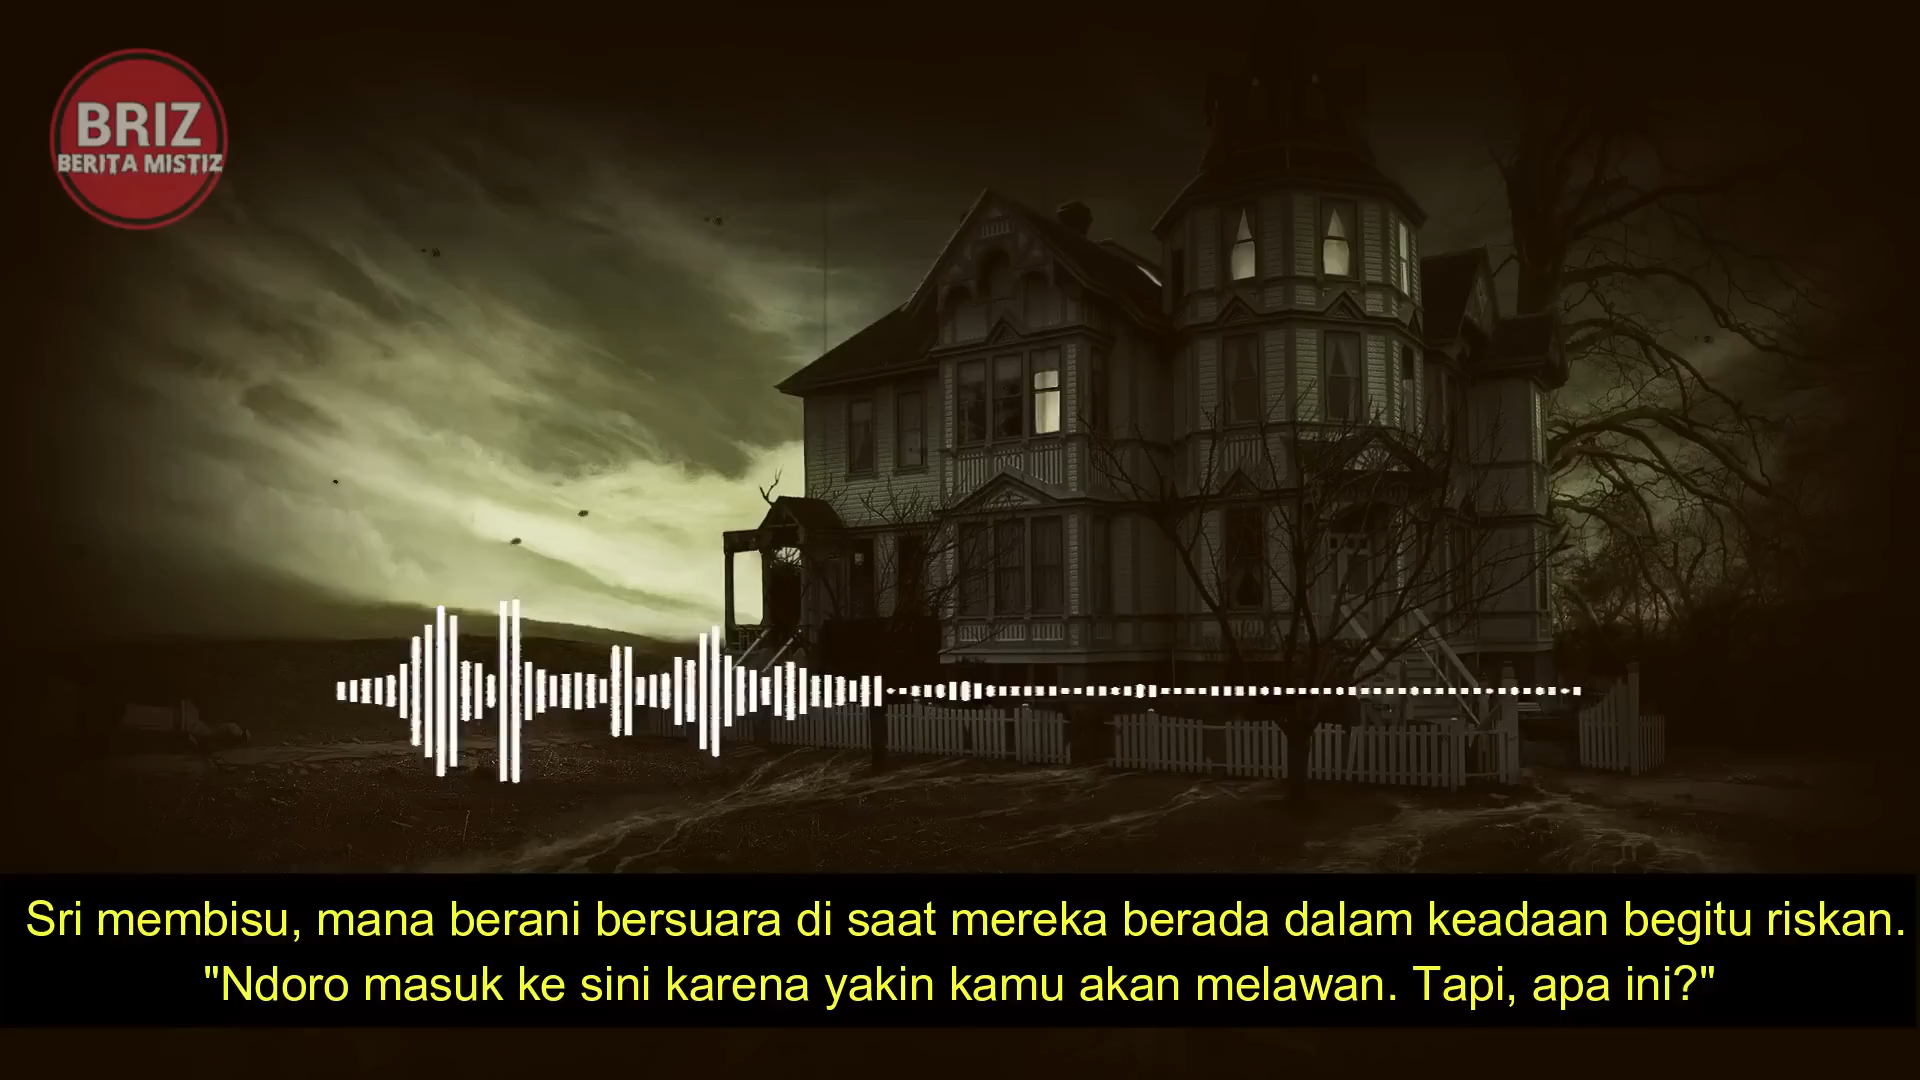 BRIZ
BERITA MISTIZ
Sri membisu, mana berani bersuara di saat mereka berada dalam keadaan begitu riskan.
"Ndoro masuk ke sini karena yakin kamu akan melawan. Tapi, apa ini?"